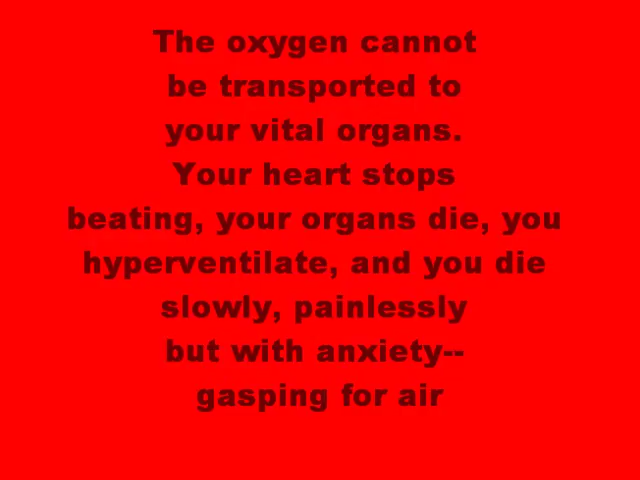 The oxygen cannot
be transported to
your vital organs.
Your heart stops
beating, your organs die, you
hyperventilate, and you die
slowly, painlessly
but with anxiety--
gasping for air